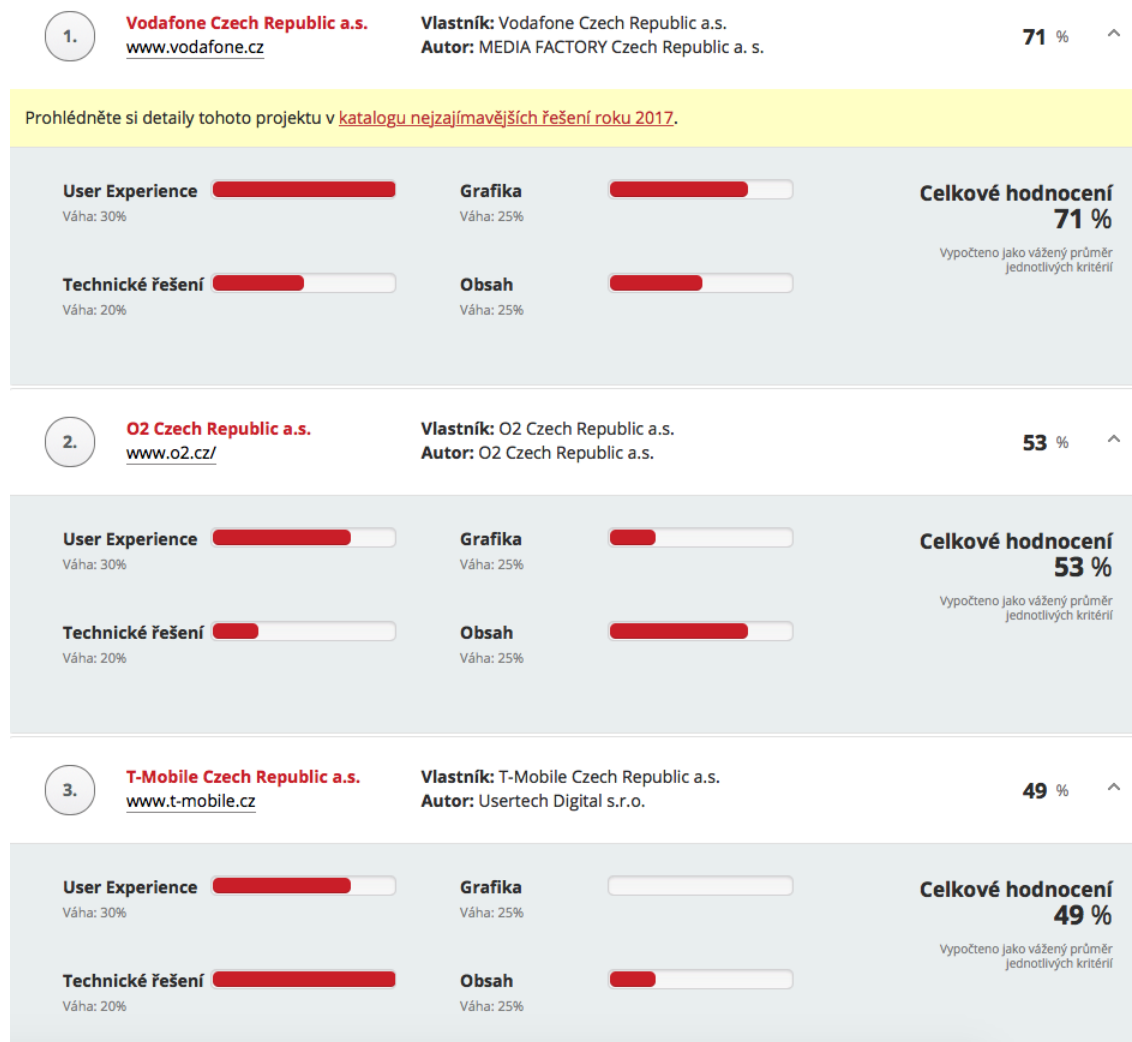 1.
Vodafone Czech Republic a.s.
www.vodafone.cz
Vlastník: Vodafone Czech Republic a.s.
Autor: MEDIA FACTORY Czech Republic a. s.
71 %
Prohlédněte si detaily tohoto projektu v katalogu nejzajímavějších řešení roku 2017.
User Experience
Váha: 30%
Grafika
Váha: 25%
Technické řešení
Váha: 20%
Obsah
Váha: 25%
Celkové hodnocení
71 %
Vypočteno jako vážený průměr
jednotlivých kritérií
2.
O2 Czech Republic a.s.
www.o2.cz/
Vlastník: O2 Czech Republic a.s.
Autor: O2 Czech Republic a.s.
53 %
User Experience
Váha: 30%
Grafika
Váha: 25%
Technické řešení
Váha: 20%
Obsah
Váha: 25%
Celkové hodnocení
53 %
Vypočteno jako vážený průměr
jednotlivých kritérií
3.
T-Mobile Czech Republic a.s.
www.t-mobile.cz
Vlastník: T-Mobile Czech Republic a.s.
Autor: Usertech Digital s.r.o.
49 %
User Experience
Váha: 30%
Grafika
Váha: 25%
Technické řešení
Váha: 20%
Obsah
Váha: 25%
Celkové hodnocení
49 %
Vypočteno jako vážený průměr
jednotlivých kritérií